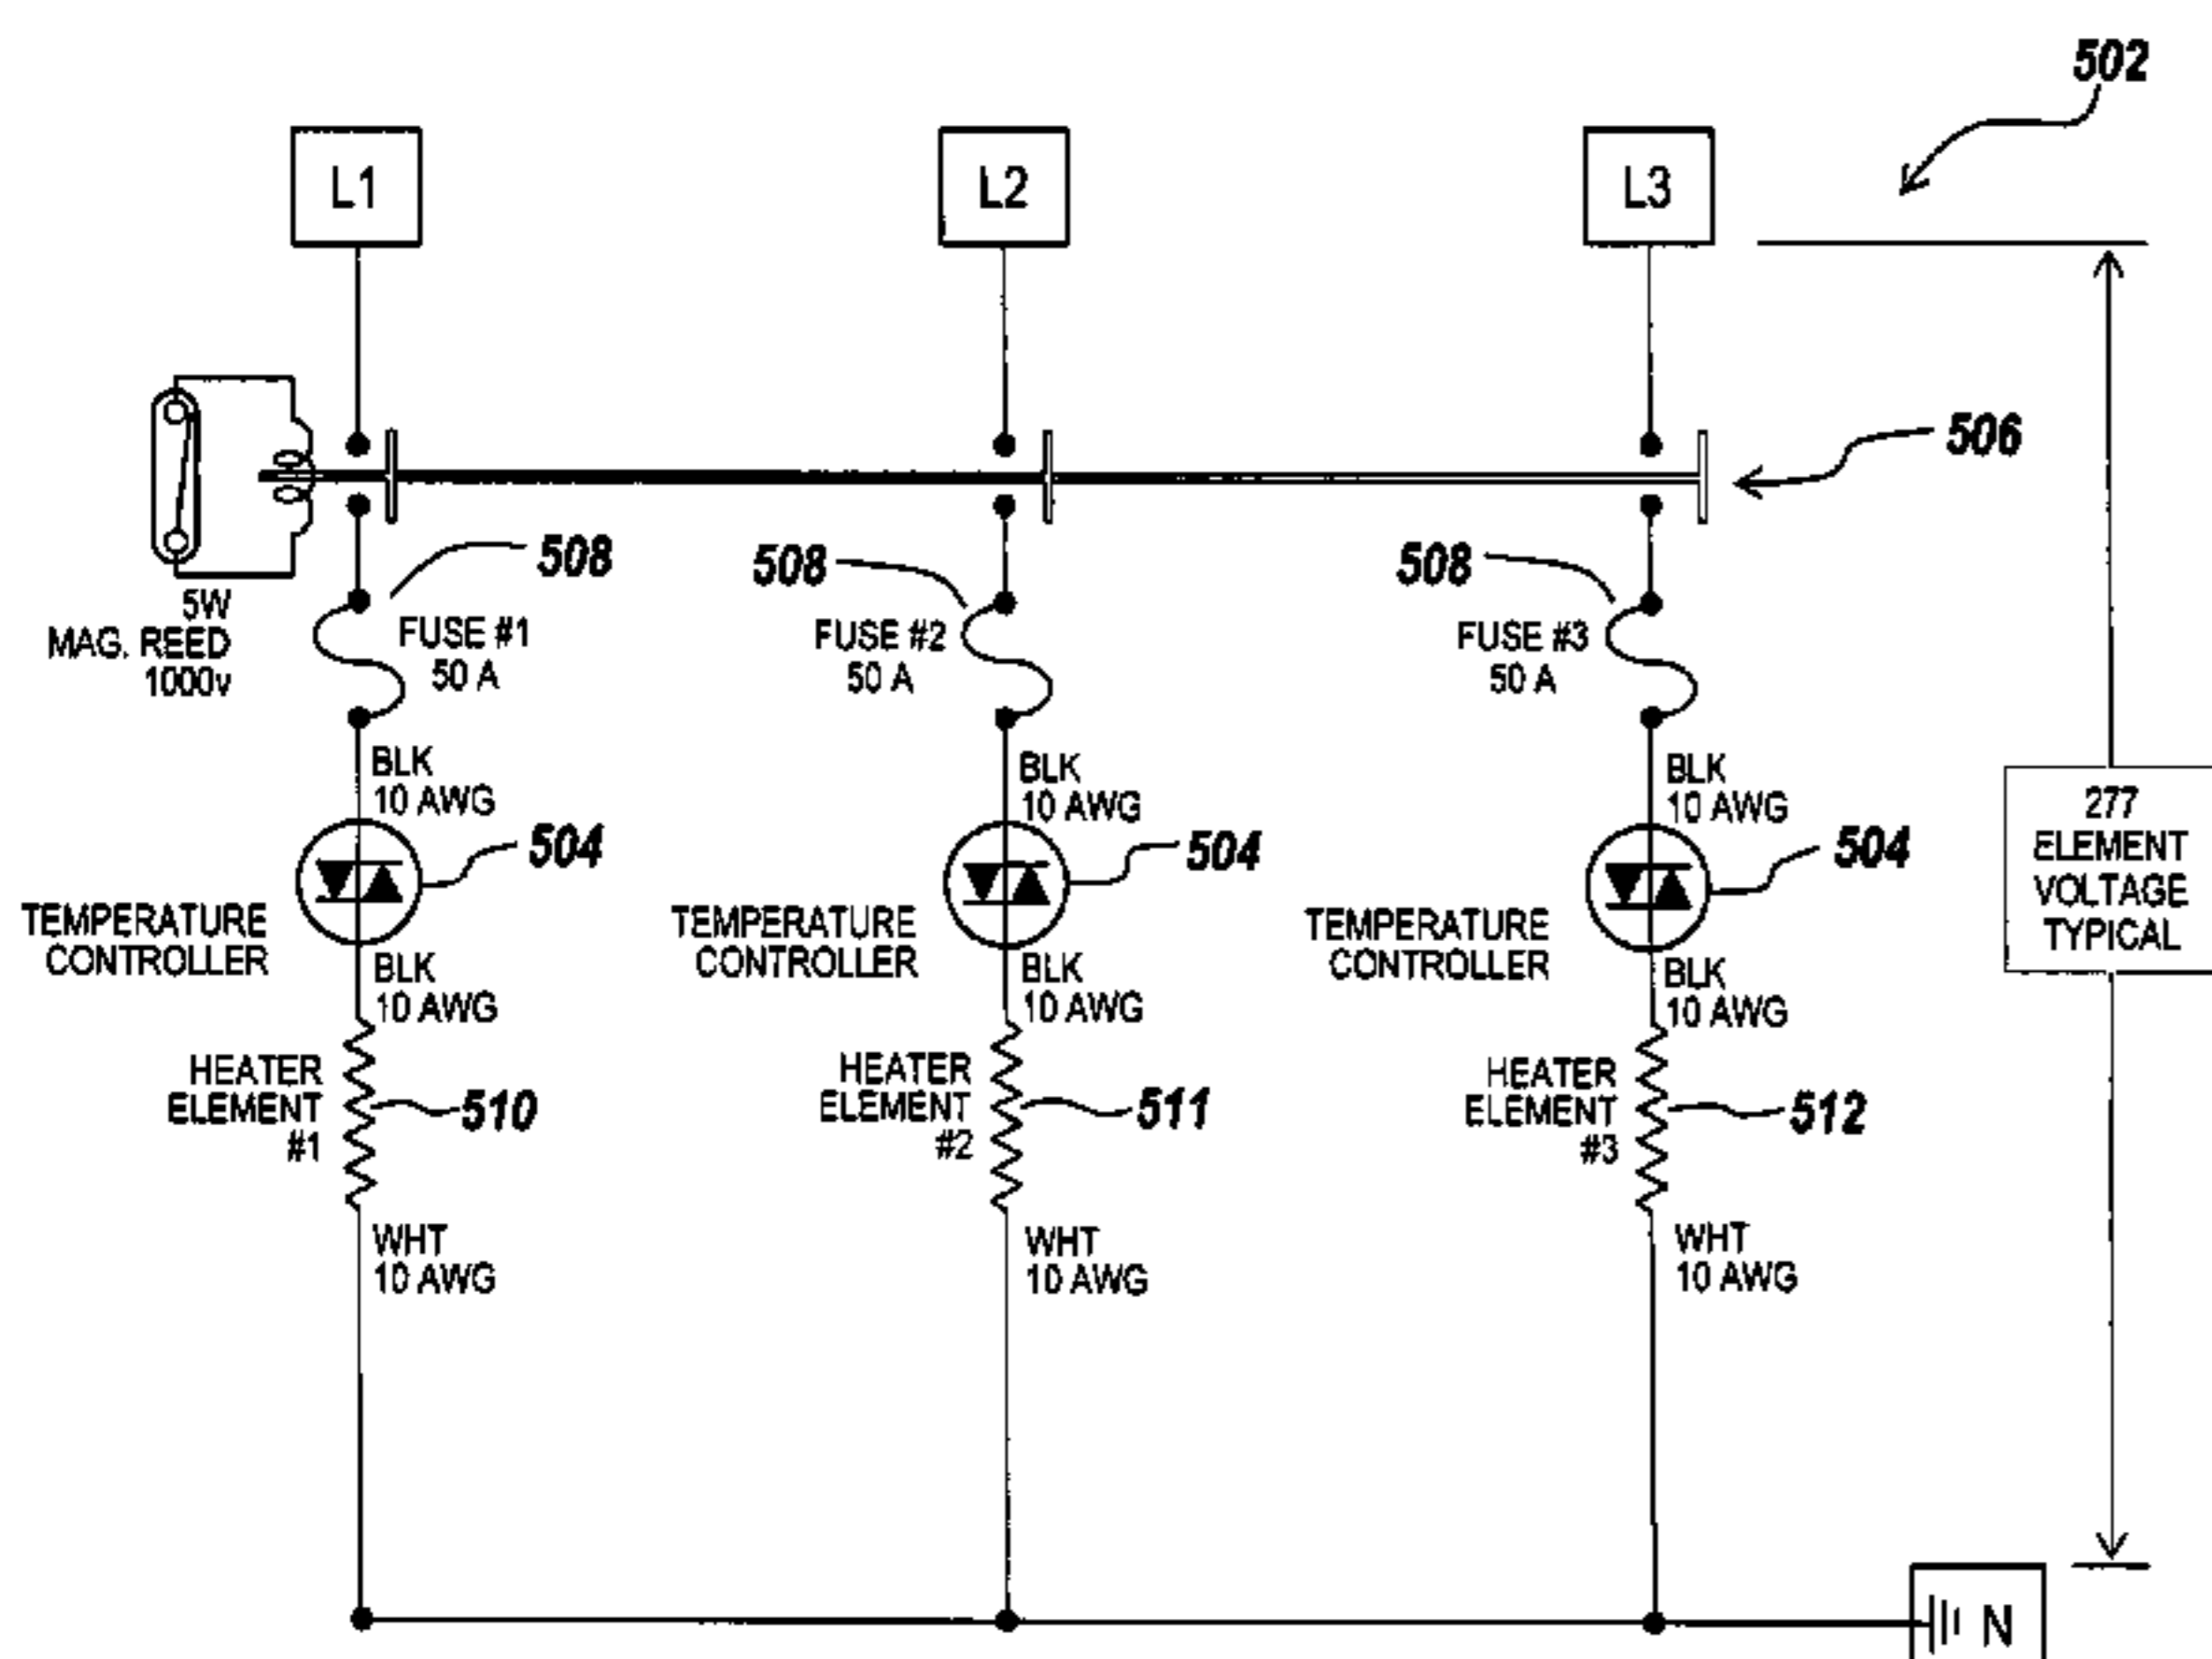 502
L1
L2
L3
506
508
508
508
5W
MAG. REED
1000v
FUSE #1
50 A
FUSE #2
50 A
FUSE #3
50 A
BLK
10 AWG
BLK
10 AWG
BLK
10 AWG
277
ELEMENT
VOLTAGE
TYPICAL
504
504
504
TEMPERATURE
CONTROLLER
TEMPERATURE
CONTROLLER
TEMPERATURE
CONTROLLER
BLK
10 AWG
BLK
10 AWG
BLK
10 AWG
HEATER
ELEMENT
#1
510
HEATER
ELEMENT
#2
511
HEATER
ELEMENT
#3
512
WHT
10 AWG
WHT
10 AWG
WHT
10 AWG
N